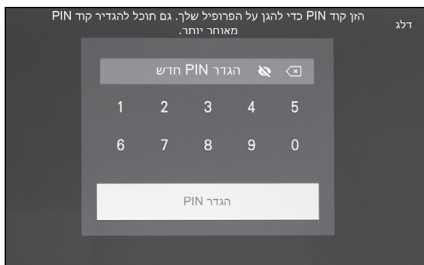 הזן קוד PIN כדי להגן על הפרופיל שלך. גם תוכל להגדיר קוד PIN
מאוחר יותר.
דלג
הגדר PIN חדש
1 2 3 4 5
6 7 8 9 0
הגדר PIN